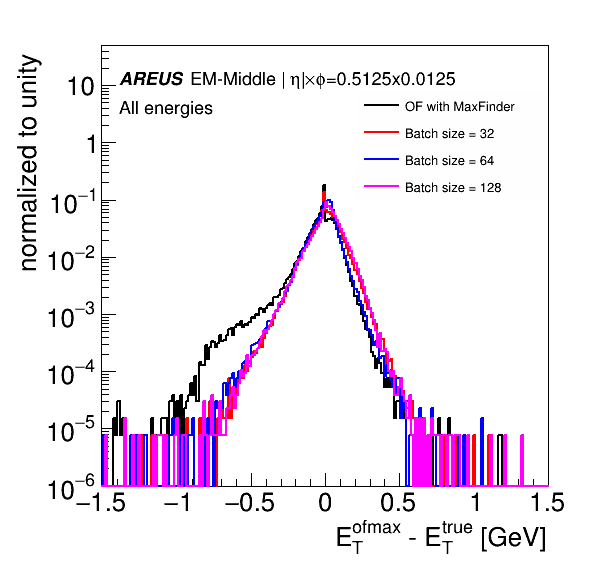 normalized to unity
AREUS EM-Middle | η|×ϕ=0.5125x0.0125
All energies
OF with MaxFinder
Batch size = 32
Batch size = 64
Batch size = 128
10
1
10⁻¹
10⁻²
10⁻³
10⁻⁴
10⁻⁵
10⁻⁶
−1.5 −1 −0.5 0 0.5 1 1.5
E_T^ofmax - E_T^true [GeV]